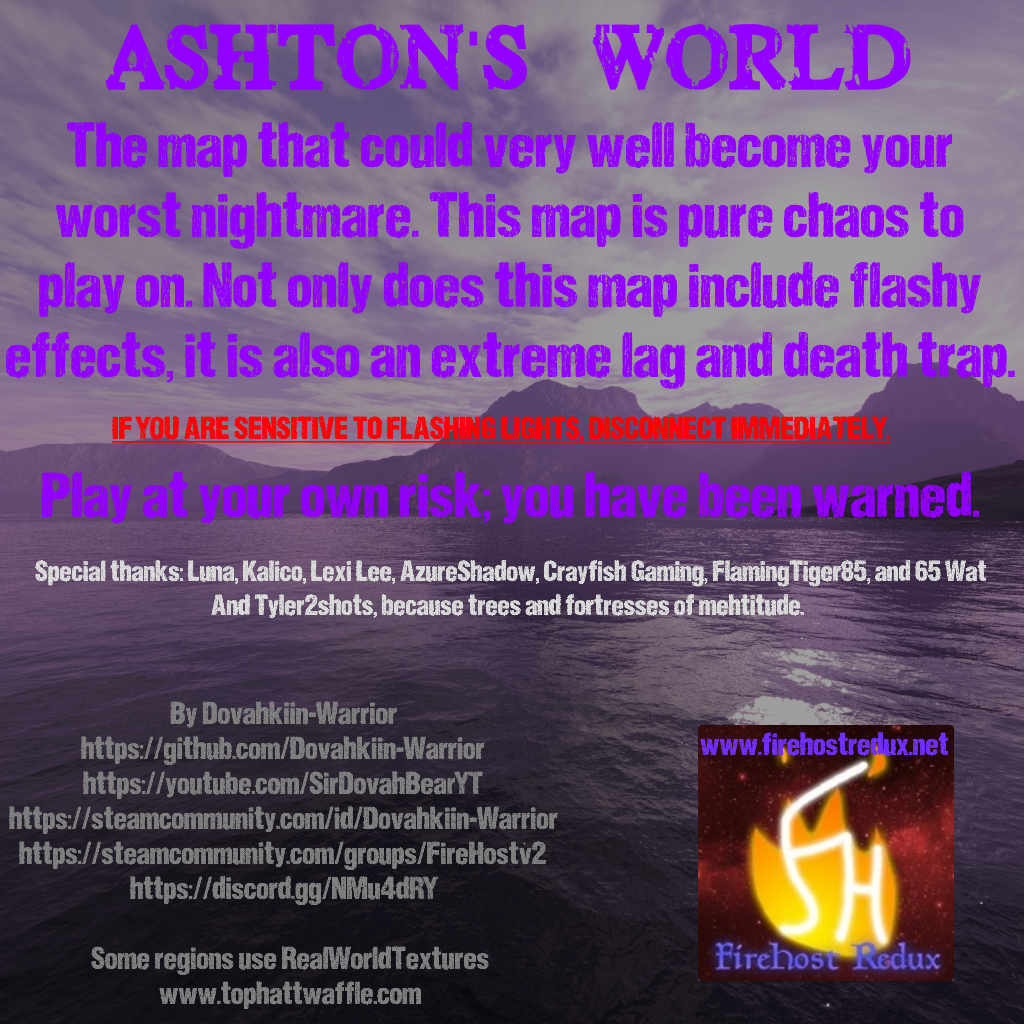 ASHTON'S WORLD
The map that could very well become your
worst nightmare. This map is pure chaos to
play on. Not only does this map include flashy
effects, it is also an extreme lag and death trap.
IF YOU ARE SENSITIVE TO FLASHING LIGHTS, DISCONNECT IMMEDIATELY.
Play at your own risk; you have been warned.
Special thanks: Luna, Kalico, Lexi Lee, AzureShadow, Crayfish Gaming, FlamingTiger85, and 65 Wat
And Tyler2shots, because trees and fortresses of mehtitude.
By Dovahkiin-Warrior
https://github.com/Dovahkiin-Warrior
https://youtube.com/SirDovahBearYT
https://steamcommunity.com/id/Dovahkiin-Warrior
https://steamcommunity.com/groups/FireHostv2
https://discord.gg/NMu4dRY
Some regions use RealWorldTextures
www.tophattwaffle.com
www.firehostredux.net
FH
FireHost Redux